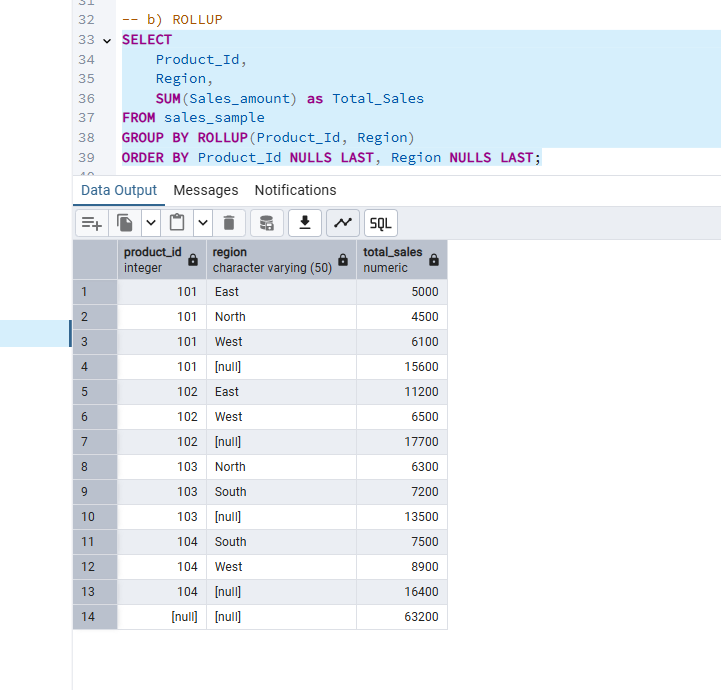 31
32 -- b) ROLLUP
33 SELECT
34 Product_Id,
35 Region,
36 SUM(Sales_amount) as Total_Sales
37 FROM sales_sample
38 GROUP BY ROLLUP(Product_Id, Region)
39 ORDER BY Product_Id NULLS LAST, Region NULLS LAST;
40
Data Output Messages Notifications
SQL
product_id region total_sales
integer character varying (50) numeric
1 101 East 5000
2 101 North 4500
3 101 West 6100
4 101 [null] 15600
5 102 East 11200
6 102 West 6500
7 102 [null] 17700
8 103 North 6300
9 103 South 7200
10 103 [null] 13500
11 104 South 7500
12 104 West 8900
13 104 [null] 16400
14 [null] [null] 63200